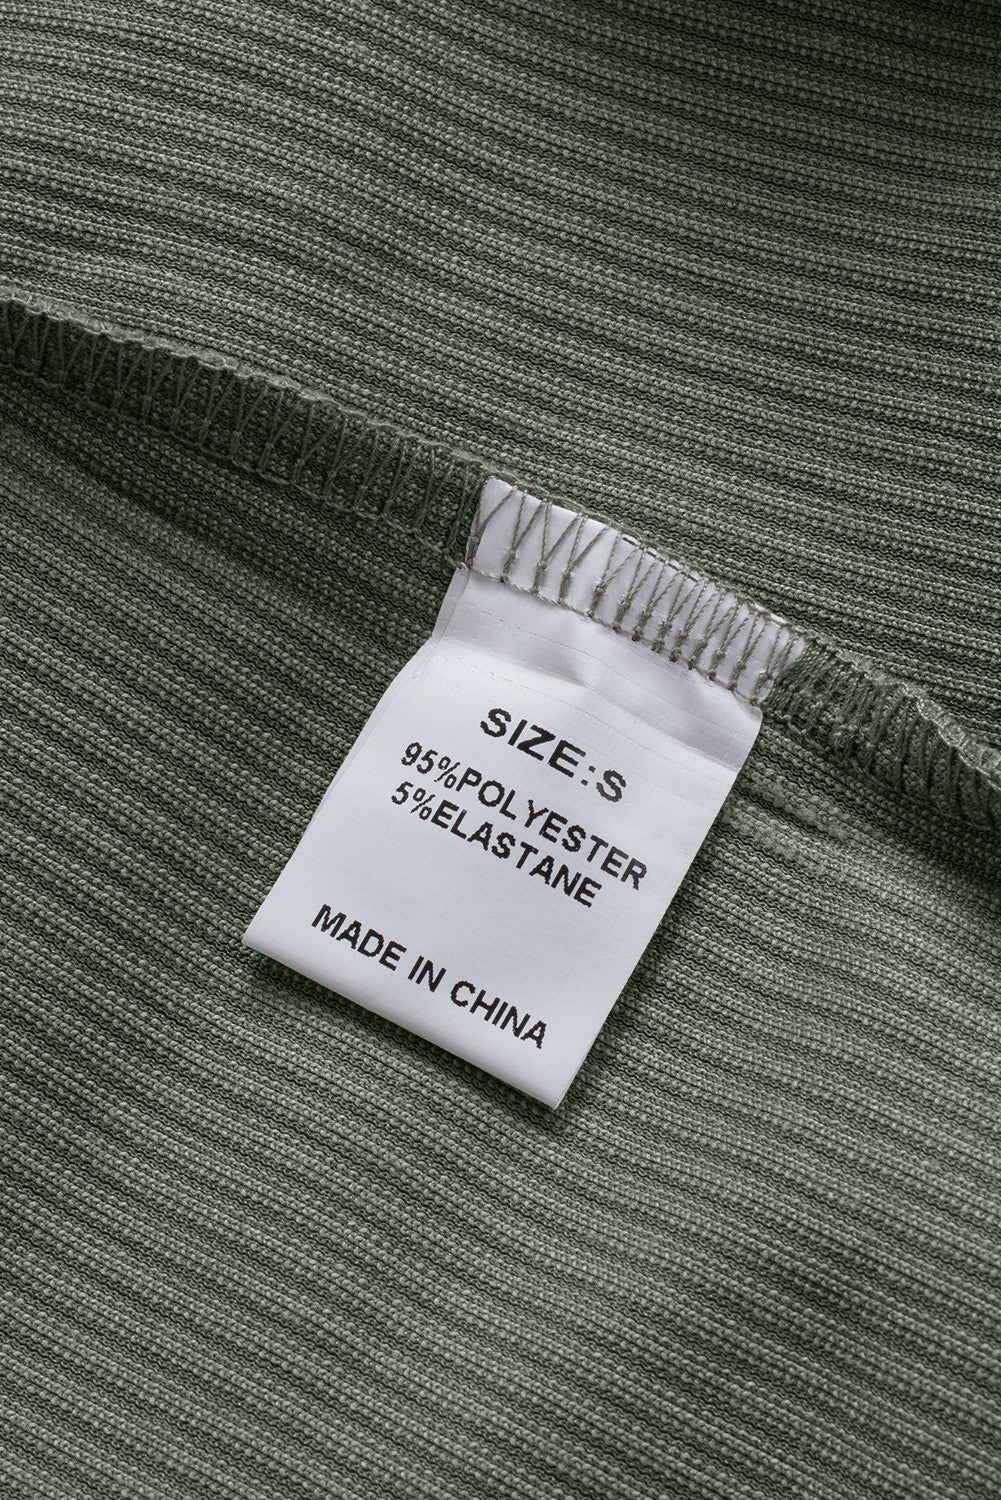 SIZE:S
95%POLYESTER
5%ELASTANE
MADE IN CHINA